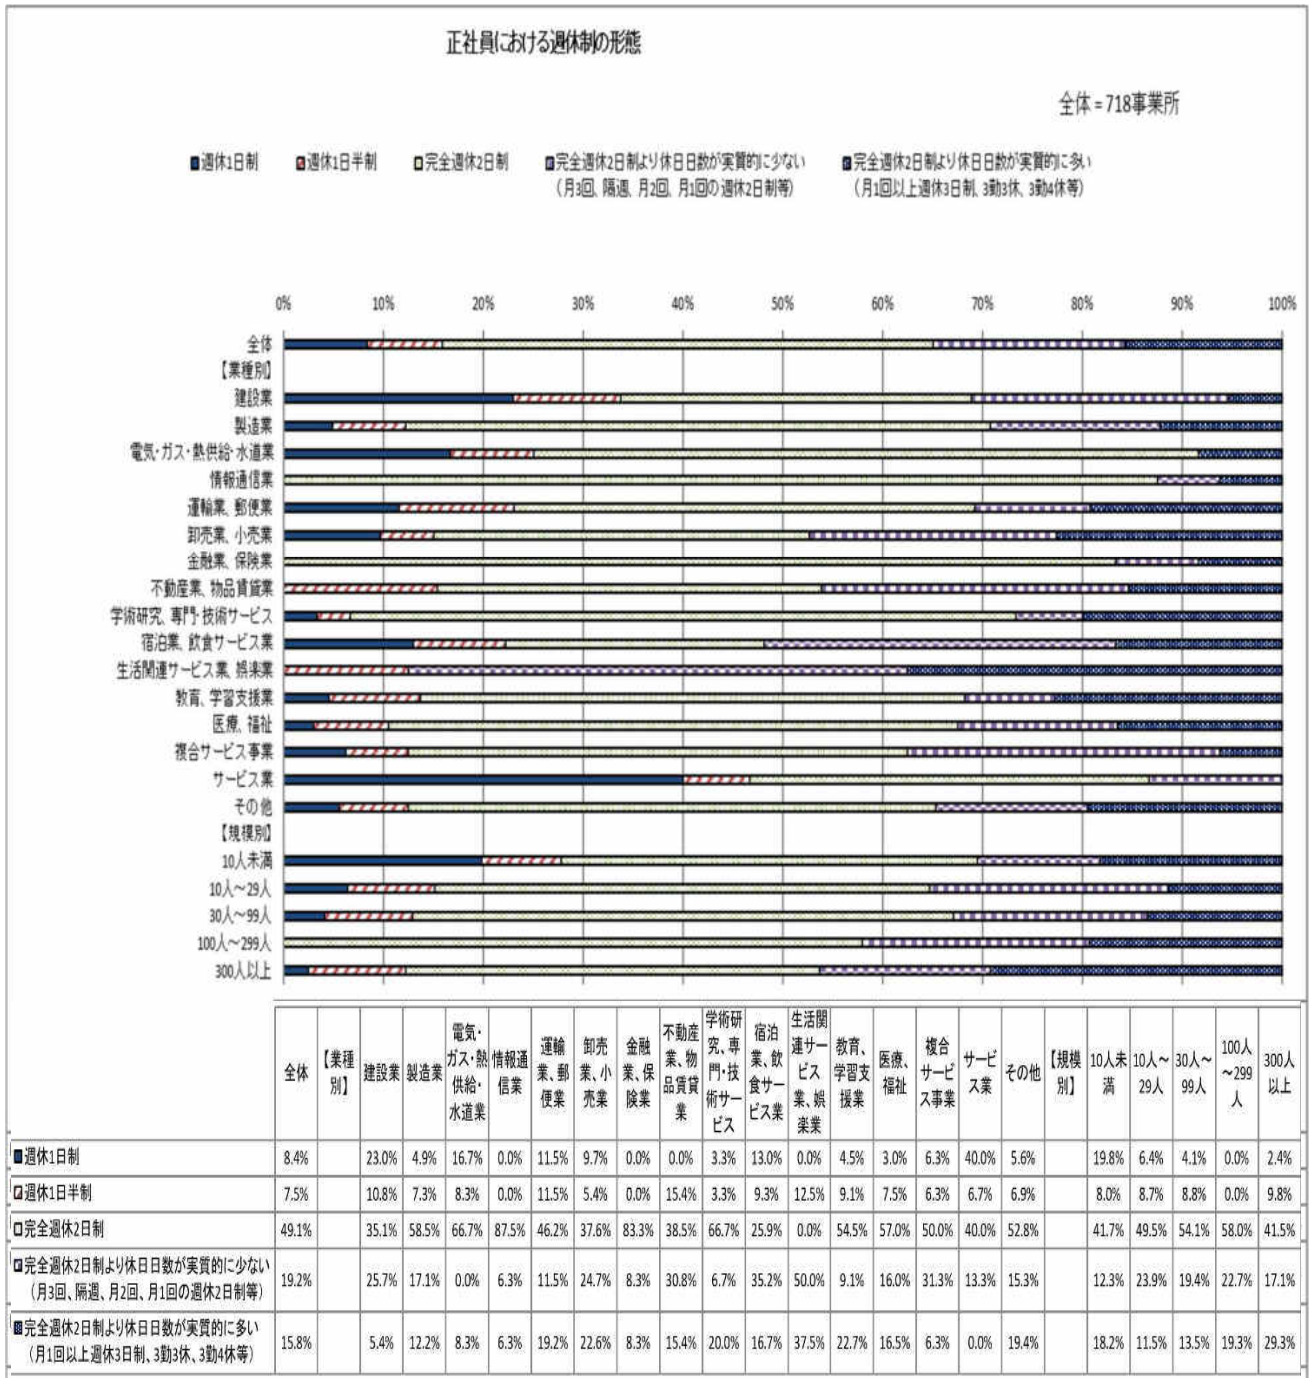 正社員における週休制の形態
全体 = 718事業所
週休1日制 週休1日半制 完全週休2日制 完全週休2日制より休日日数が実質的に少ない 完全週休2日制より休日日数が実質的に多い
（月3回、隔週、月2回、月1回の週休2日制等） （月1回以上週休3日制、3勤3休、3勤4休等）
0% 10% 20% 30% 40% 50% 60% 70% 80% 90% 100%
全体
【業種別】
建設業
製造業
電気・ガス・熱供給・水道業
情報通信業
運輸業、郵便業
卸売業、小売業
金融業、保険業
不動産業、物品賃貸業
学術研究、専門・技術サービス
宿泊業、飲食サービス業
生活関連サービス業、娯楽業
教育、学習支援業
医療、福祉
複合サービス事業
サービス業
その他
【規模別】
10人未満
10人～29人
30人～99人
100人～299人
300人以上
全体 【業種別】 建設業 製造業 電気・ガス・熱供給・水道業 情報通信業 運輸業、郵便業 卸売業、小売業 金融業、保険業 不動産業、物品賃貸業 学術研究、専門・技術サービス 宿泊業、飲食サービス業 生活関連サービス業、娯楽業 教育、学習支援業 医療、福祉 複合サービス事業 サービス業 その他 【規模別】 10人未満 10人～29人 30人～99人 100人～299人 300人以上
週休1日制 8.4% 23.0% 4.9% 16.7% 0.0% 11.5% 9.7% 0.0% 0.0% 3.3% 13.0% 0.0% 4.5% 3.0% 6.3% 40.0% 5.6% 19.8% 6.4% 4.1% 0.0% 2.4%
週休1日半制 7.5% 10.8% 7.3% 8.3% 0.0% 11.5% 5.4% 0.0% 15.4% 3.3% 9.3% 12.5% 9.1% 7.5% 6.3% 6.7% 6.9% 8.0% 8.7% 8.8% 0.0% 9.8%
完全週休2日制 49.1% 35.1% 58.5% 66.7% 87.5% 46.2% 37.6% 83.3% 38.5% 66.7% 25.9% 0.0% 54.5% 57.0% 50.0% 40.0% 52.8% 41.7% 49.5% 54.1% 58.0% 41.5%
完全週休2日制より休日日数が実質的に少ない
（月3回、隔週、月2回、月1回の週休2日制等） 19.2% 25.7% 17.1% 0.0% 6.3% 11.5% 24.7% 8.3% 30.8% 6.7% 35.2% 50.0% 9.1% 16.0% 31.3% 13.3% 15.3% 12.3% 23.9% 19.4% 22.7% 17.1%
完全週休2日制より休日日数が実質的に多い
（月1回以上週休3日制、3勤3休、3勤4休等） 15.8% 5.4% 12.2% 8.3% 6.3% 19.2% 22.6% 8.3% 15.4% 20.0% 16.7% 37.5% 22.7% 16.5% 6.3% 0.0% 19.4% 18.2% 11.5% 13.5% 19.3% 29.3%